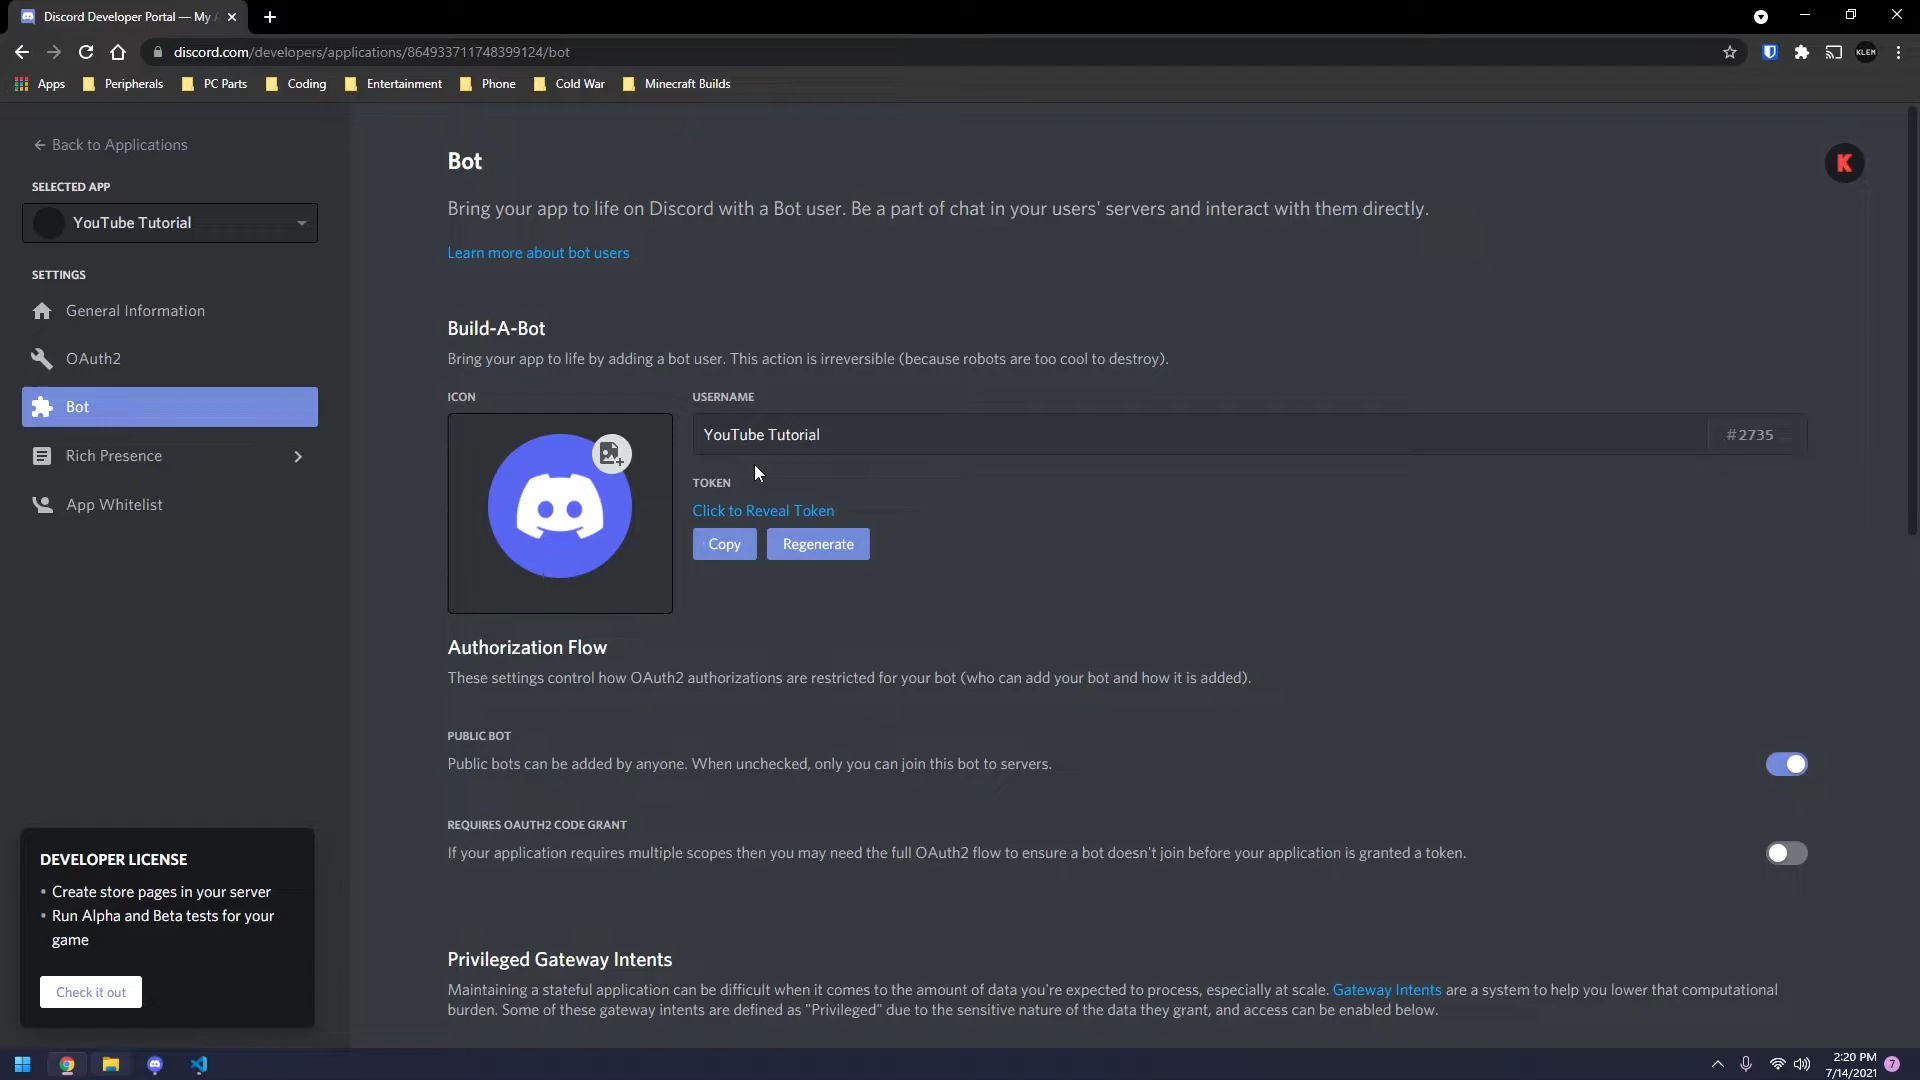 Discord Developer Portal — My A
discord.com/developers/applications/864933711748399124/bot
KLEM
Apps
Peripherals
PC Parts
Coding
Entertainment
Phone
Cold War
Minecraft Builds
← Back to Applications
SELECTED APP
YouTube Tutorial
SETTINGS
General Information
OAuth2
Bot
Rich Presence
App Whitelist
DEVELOPER LICENSE
• Create store pages in your server
• Run Alpha and Beta tests for your
game
Check it out
Bot
K
Bring your app to life on Discord with a Bot user. Be a part of chat in your users' servers and interact with them directly.
Learn more about bot users
Build-A-Bot
Bring your app to life by adding a bot user. This action is irreversible (because robots are too cool to destroy).
ICON
USERNAME
YouTube Tutorial
#2735
TOKEN
Click to Reveal Token
Copy
Regenerate
Authorization Flow
These settings control how OAuth2 authorizations are restricted for your bot (who can add your bot and how it is added).
PUBLIC BOT
Public bots can be added by anyone. When unchecked, only you can join this bot to servers.
REQUIRES OAUTH2 CODE GRANT
If your application requires multiple scopes then you may need the full OAuth2 flow to ensure a bot doesn't join before your application is granted a token.
Privileged Gateway Intents
Maintaining a stateful application can be difficult when it comes to the amount of data you're expected to process, especially at scale. Gateway Intents are a system to help you lower that computational
burden. Some of these gateway intents are defined as "Privileged" due to the sensitive nature of the data they grant, and access can be enabled below.
2:20 PM
7/14/2021
7